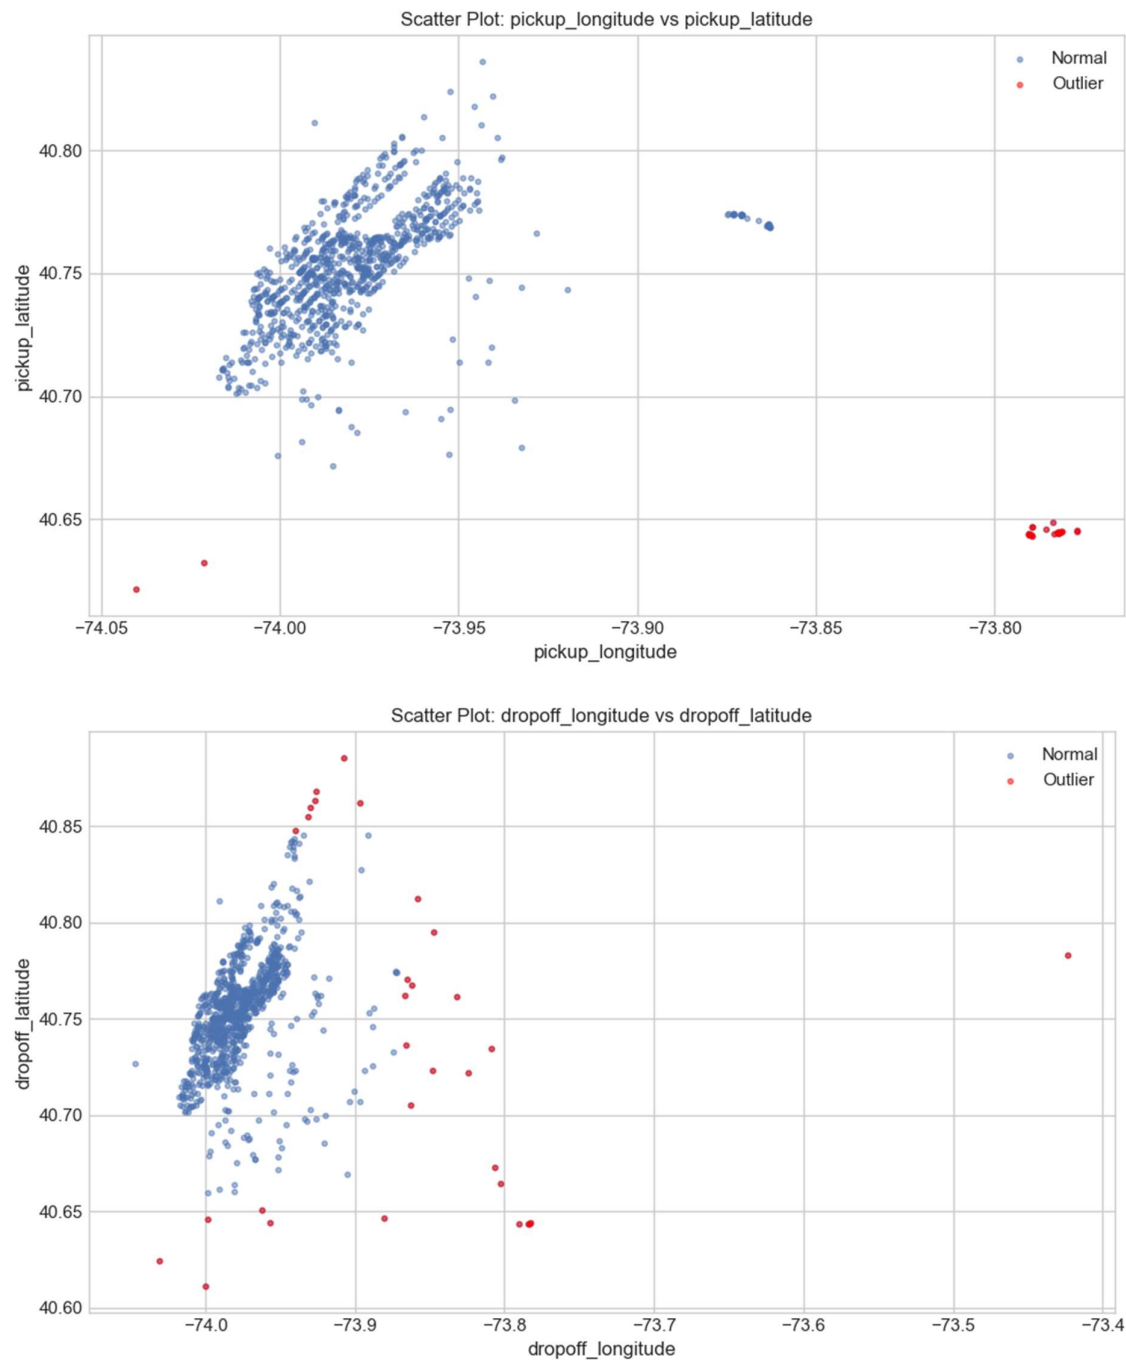 Scatter Plot: pickup_longitude vs pickup_latitude
Normal
Outlier
40.80
40.75
40.70
40.65
pickup_latitude
−74.05 −74.00 −73.95 −73.90 −73.85 −73.80
pickup_longitude
Scatter Plot: dropoff_longitude vs dropoff_latitude
Normal
Outlier
40.85
40.80
40.75
40.70
40.65
40.60
dropoff_latitude
−74.0 −73.9 −73.8 −73.7 −73.6 −73.5 −73.4
dropoff_longitude